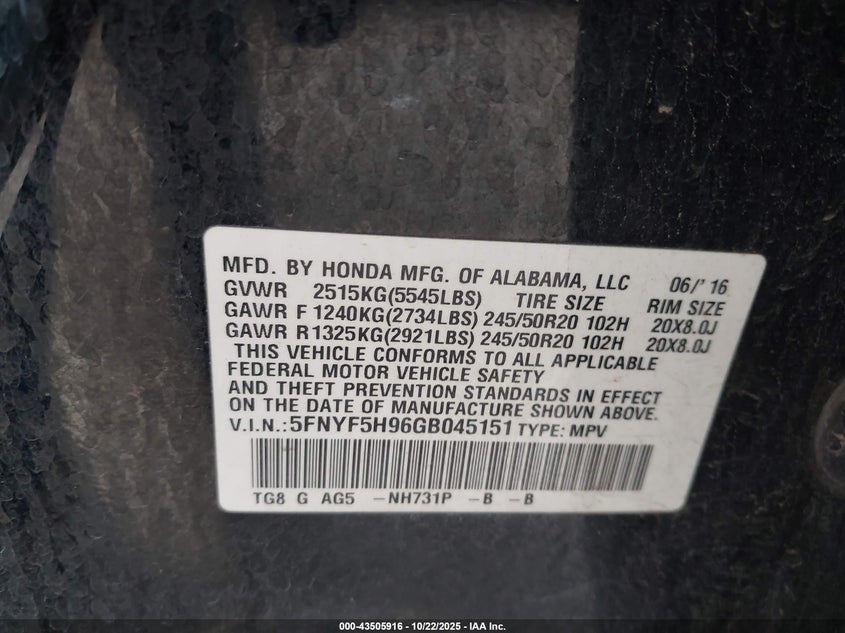 MFD. BY HONDA MFG. OF ALABAMA, LLC 06/' 16
GVWR 2515KG(5545LBS) TIRE SIZE RIM SIZE
GAWR F 1240KG(2734LBS) 245/50R20 102H 20X8.0J
GAWR R1325KG(2921LBS) 245/50R20 102H 20X8.0J
THIS VEHICLE CONFORMS TO ALL APPLICABLE
FEDERAL MOTOR VEHICLE SAFETY
AND THEFT PREVENTION STANDARDS IN EFFECT
ON THE DATE OF MANUFACTURE SHOWN ABOVE.
V.I.N.:5FNYF5H96GB045151 TYPE: MPV
TG8 G AG5 -NH731P -B -B
000-43505916 - 10/22/2025 - IAA Inc.